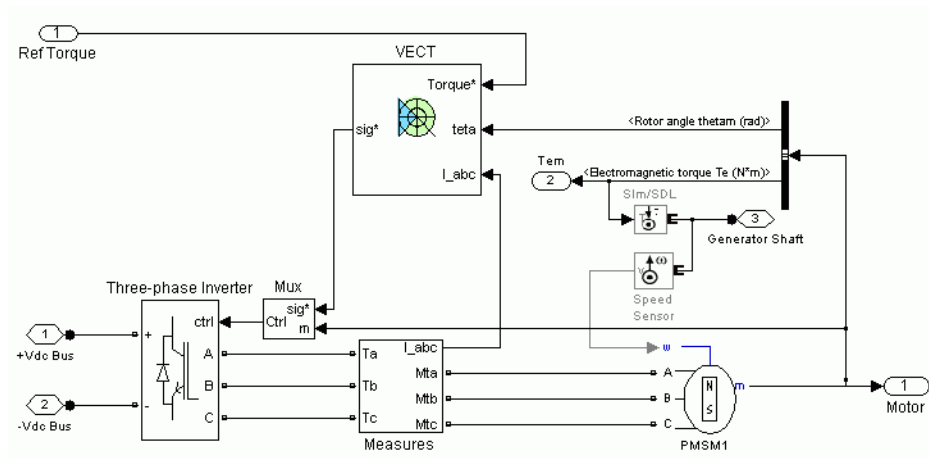 1
Ref Torque
VECT
Torque*
sig*
teta
I_abc
<Rotor angle thetam (rad)>
Tem
2
<Electromagnetic torque Te (N*m)>
Slm/SDL
T
3
Generator Shaft
v
ω
Speed
Sensor
Three-phase Inverter
Mux
sig*
Ctrl
m
ctrl
1
+
+Vdc Bus
A
B
C
2
-
-Vdc Bus
I_abc
Ta
Mta
Tb
Mtb
Tc
Mtc
Measures
w
A
B
C
N
S
m
PMSM1
1
Motor